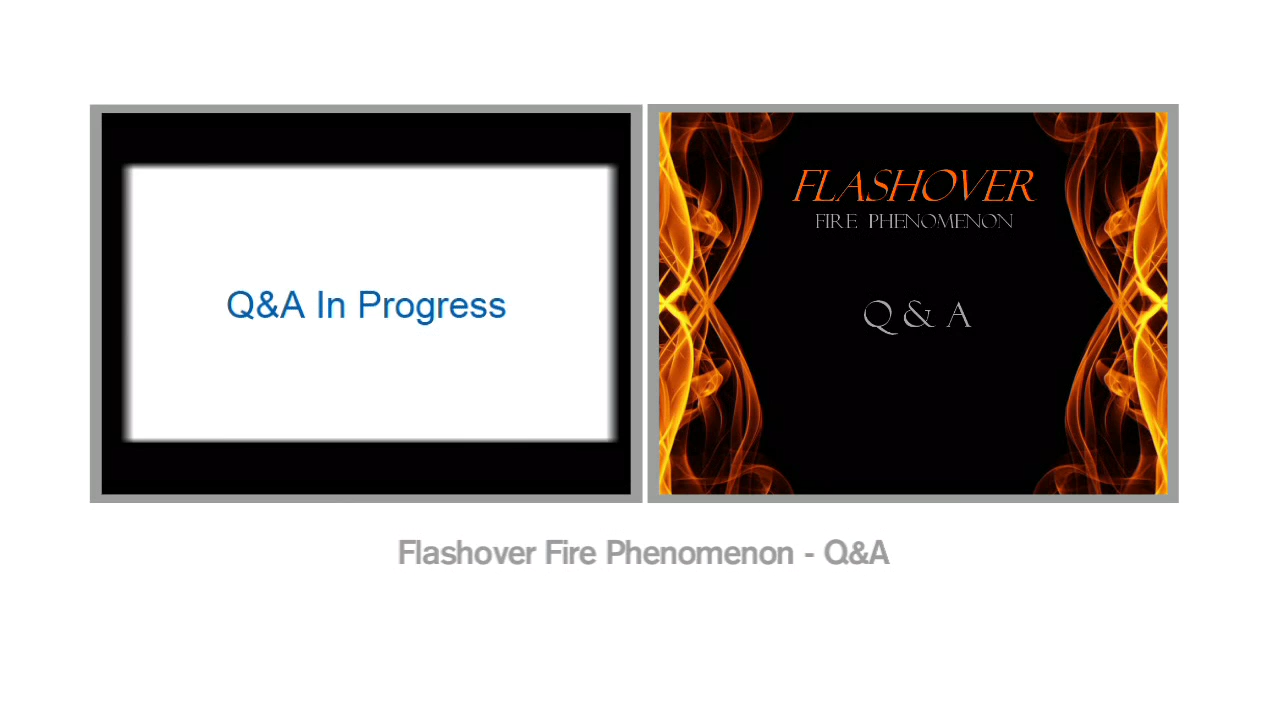 Q&A In Progress
FLASHOVER
FIRE PHENOMENON
Q & A
Flashover Fire Phenomenon - Q&A